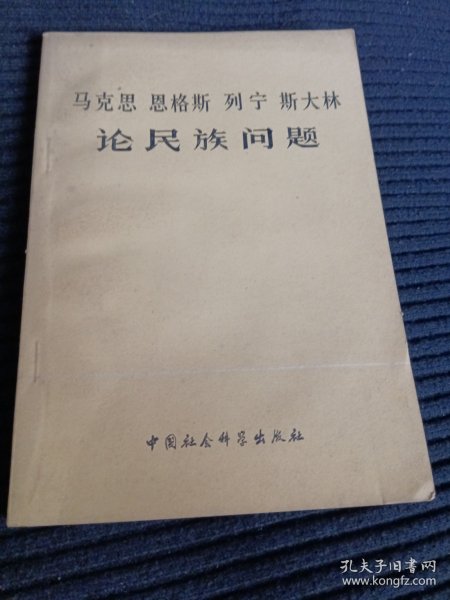 马克思 恩格斯 列宁 斯大林
论民族问题
中国社会科学出版社
孔夫子旧书网
www.kongfz.com